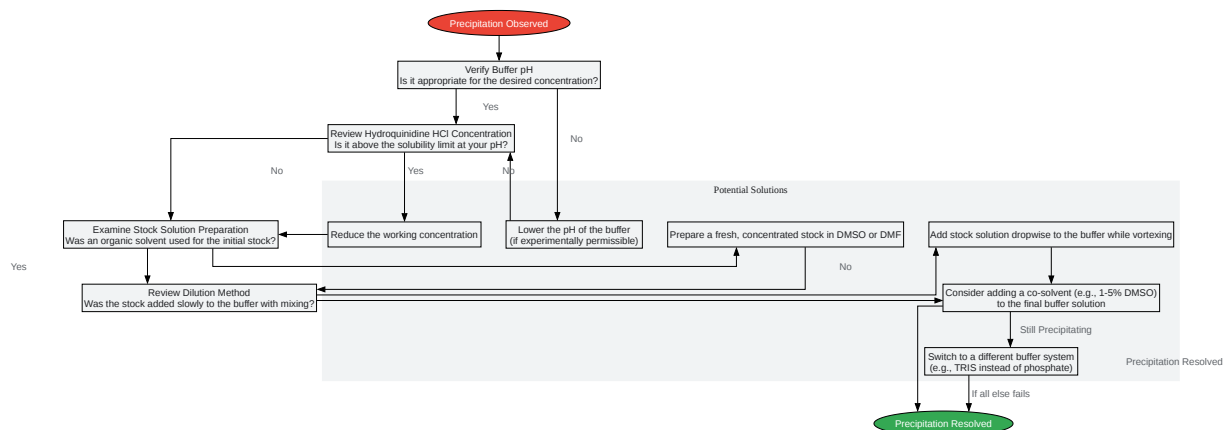 Precipitation Observed
Verify Buffer pH
Is it appropriate for the desired concentration?
Yes
Review Hydroquinidine HCl Concentration
Is it above the solubility limit at your pH?
No
No
Yes
No
Potential Solutions
Examine Stock Solution Preparation
Was an organic solvent used for the initial stock?
Reduce the working concentration
Lower the pH of the buffer
(if experimentally permissible)
Prepare a fresh, concentrated stock in DMSO or DMF
Add stock solution dropwise to the buffer while vortexing
Yes
No
Review Dilution Method
Was the stock added slowly to the buffer with mixing?
Consider adding a co-solvent (e.g., 1-5% DMSO)
to the final buffer solution
Still Precipitating
Switch to a different buffer system
(e.g., TRIS instead of phosphate)
Precipitation Resolved
If all else fails
Precipitation Resolved